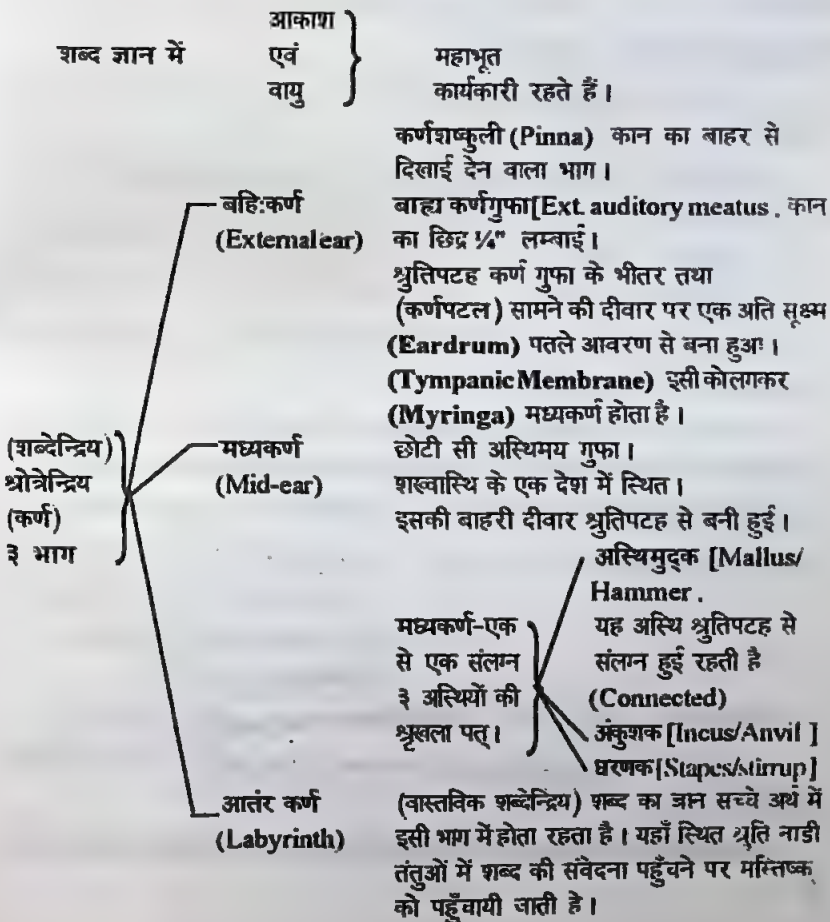 आकाश
शब्द ज्ञान में एवं महाभूत
वायु कार्यकारी रहते हैं।
कर्णशष्कुली (Pinna) कान का बाहर से
दिखाई देन वाला भाग।
बहि:कर्ण
(External ear)
बाह्य कर्णगुफा[Ext. auditory meatus . कान
का छिद्र ¼" लम्बाई।
श्रुतिपटह कर्ण गुफा के भीतर तथा
(कर्णपटल) सामने की दीवार पर एक अति सूक्ष्म
(Eardrum) पतले आवरण से बना हुआ।
(Tympanic Membrane) इसी को लगकर
(Myringa) मध्यकर्ण होता है।
(शब्देन्द्रिय)
श्रोत्रेन्द्रिय
(कर्ण)
३ भाग
मध्यकर्ण
(Mid-ear)
छोटी सी अस्थिमय गुफा।
शखास्थि के एक देश में स्थित।
इसकी बाहरी दीवार श्रुतिपटह से बनी हुई।
मध्यकर्ण-एक
से एक संलग्न
३ अस्थियों की
श्रृखला पत्।
अस्थिमुद्क [Mallus/
Hammer .
यह अस्थि श्रुतिपटह से
संलग्न हुई रहती है
(Connected)
अंकुशक [Incus/Anvil ]
धरणक[Stapes/stirrup]
आतंर कर्ण
(Labyrinth)
(वास्तविक शब्देन्द्रिय) शब्द का ज्ञान सच्चे अर्थ में
इसी भाग में होता रहता है। यहाँ स्थित श्रुति नाडी
तंतुओं में शब्द की संवेदना पहुँचने पर मस्तिष्क
को पहुँवायी जाती हे।